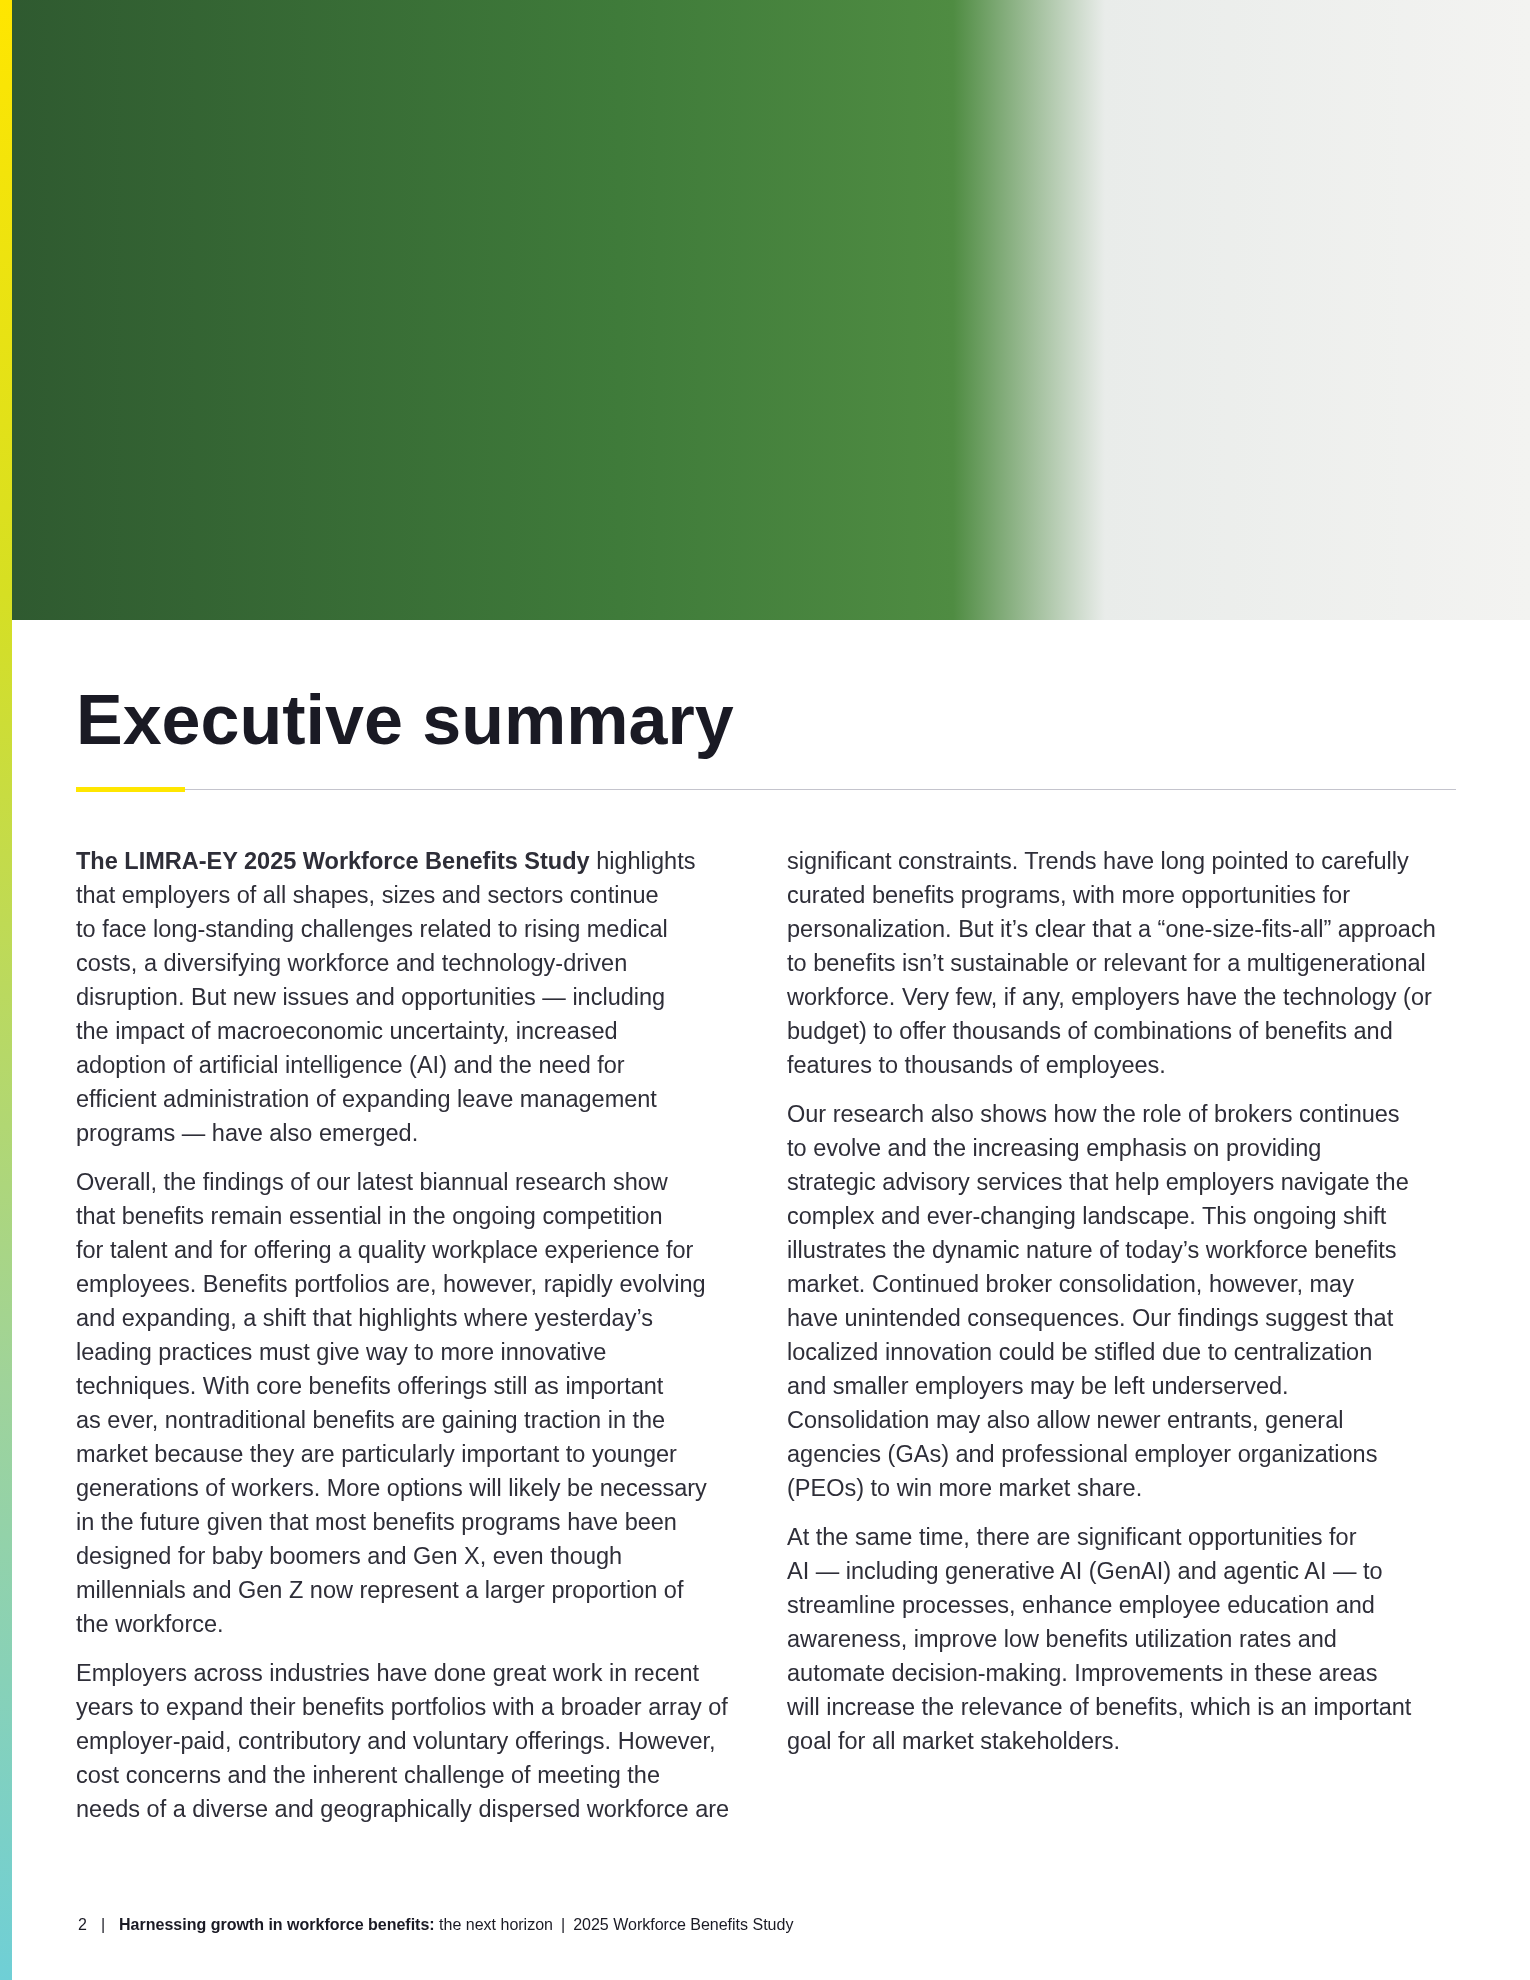 Executive summary
The LIMRA-EY 2025 Workforce Benefits Study highlights
that employers of all shapes, sizes and sectors continue
to face long-standing challenges related to rising medical
costs, a diversifying workforce and technology-driven
disruption. But new issues and opportunities — including
the impact of macroeconomic uncertainty, increased
adoption of artificial intelligence (AI) and the need for
efficient administration of expanding leave management
programs — have also emerged.
Overall, the findings of our latest biannual research show
that benefits remain essential in the ongoing competition
for talent and for offering a quality workplace experience for
employees. Benefits portfolios are, however, rapidly evolving
and expanding, a shift that highlights where yesterday’s
leading practices must give way to more innovative
techniques. With core benefits offerings still as important
as ever, nontraditional benefits are gaining traction in the
market because they are particularly important to younger
generations of workers. More options will likely be necessary
in the future given that most benefits programs have been
designed for baby boomers and Gen X, even though
millennials and Gen Z now represent a larger proportion of
the workforce.
Employers across industries have done great work in recent
years to expand their benefits portfolios with a broader array of
employer-paid, contributory and voluntary offerings. However,
cost concerns and the inherent challenge of meeting the
needs of a diverse and geographically dispersed workforce are
significant constraints. Trends have long pointed to carefully
curated benefits programs, with more opportunities for
personalization. But it’s clear that a “one-size-fits-all” approach
to benefits isn’t sustainable or relevant for a multigenerational
workforce. Very few, if any, employers have the technology (or
budget) to offer thousands of combinations of benefits and
features to thousands of employees.
Our research also shows how the role of brokers continues
to evolve and the increasing emphasis on providing
strategic advisory services that help employers navigate the
complex and ever-changing landscape. This ongoing shift
illustrates the dynamic nature of today’s workforce benefits
market. Continued broker consolidation, however, may
have unintended consequences. Our findings suggest that
localized innovation could be stifled due to centralization
and smaller employers may be left underserved.
Consolidation may also allow newer entrants, general
agencies (GAs) and professional employer organizations
(PEOs) to win more market share.
At the same time, there are significant opportunities for
AI — including generative AI (GenAI) and agentic AI — to
streamline processes, enhance employee education and
awareness, improve low benefits utilization rates and
automate decision-making. Improvements in these areas
will increase the relevance of benefits, which is an important
goal for all market stakeholders.
2 | Harnessing growth in workforce benefits: the next horizon | 2025 Workforce Benefits Study